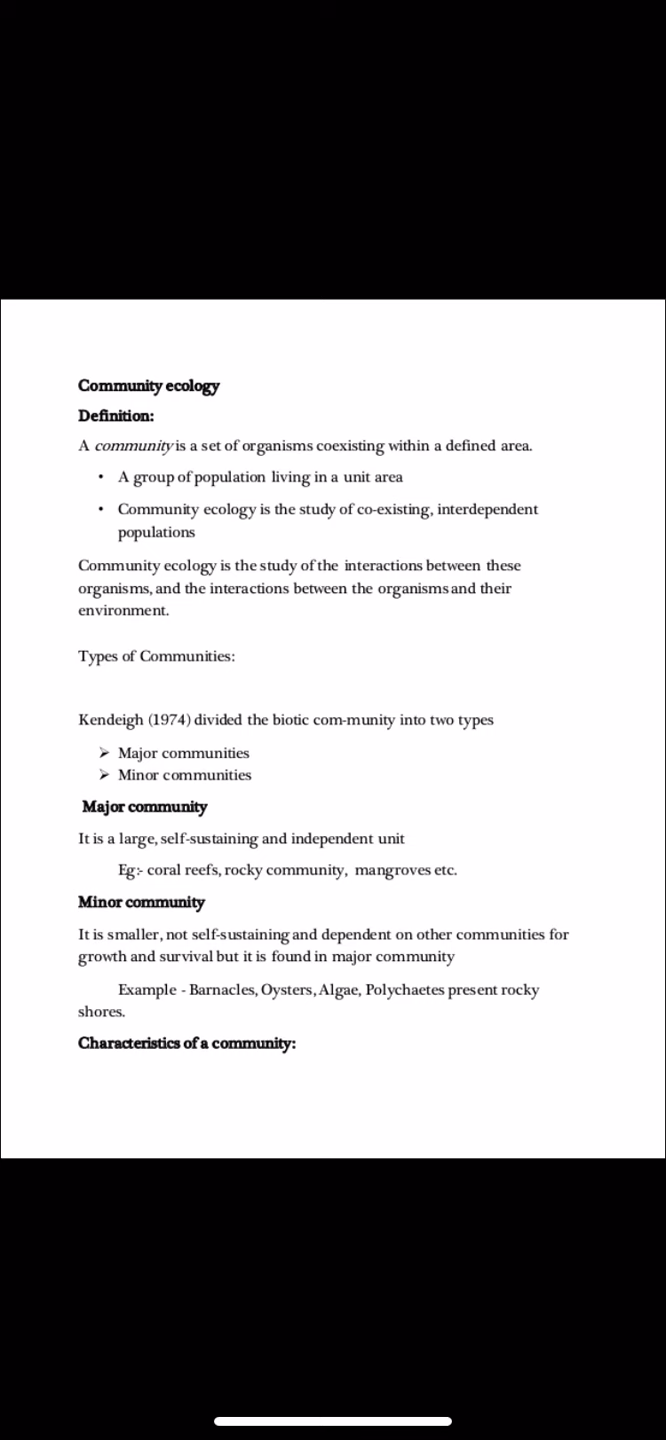 Community ecology
Definition:
A community is a set of organisms coexisting within a defined area.
• A group of population living in a unit area
• Community ecology is the study of co-existing, interdependent
populations
Community ecology is the study of the interactions between these
organisms, and the interactions between the organisms and their
environment.
Types of Communities:
Kendeigh (1974) divided the biotic com-munity into two types
➢ Major communities
➢ Minor communities
Major community
It is a large, self-sustaining and independent unit
Eg:- coral reefs, rocky community, mangroves etc.
Minor community
It is smaller, not self-sustaining and dependent on other communities for
growth and survival but it is found in major community
Example - Barnacles, Oysters, Algae, Polychaetes present rocky
shores.
Characteristics of a community: